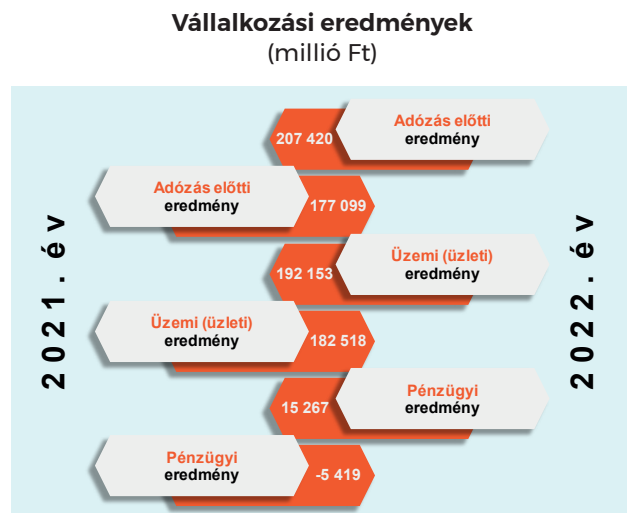 Vállalkozási eredmények
(millió Ft)
207 420
Adózás előtti
eredmény
Adózás előtti
eredmény
177 099
192 153
Üzemi (üzleti)
eredmény
Üzemi (üzleti)
eredmény
182 518
15 267
Pénzügyi
eredmény
Pénzügyi
eredmény
-5 419
2021. év
2022. év